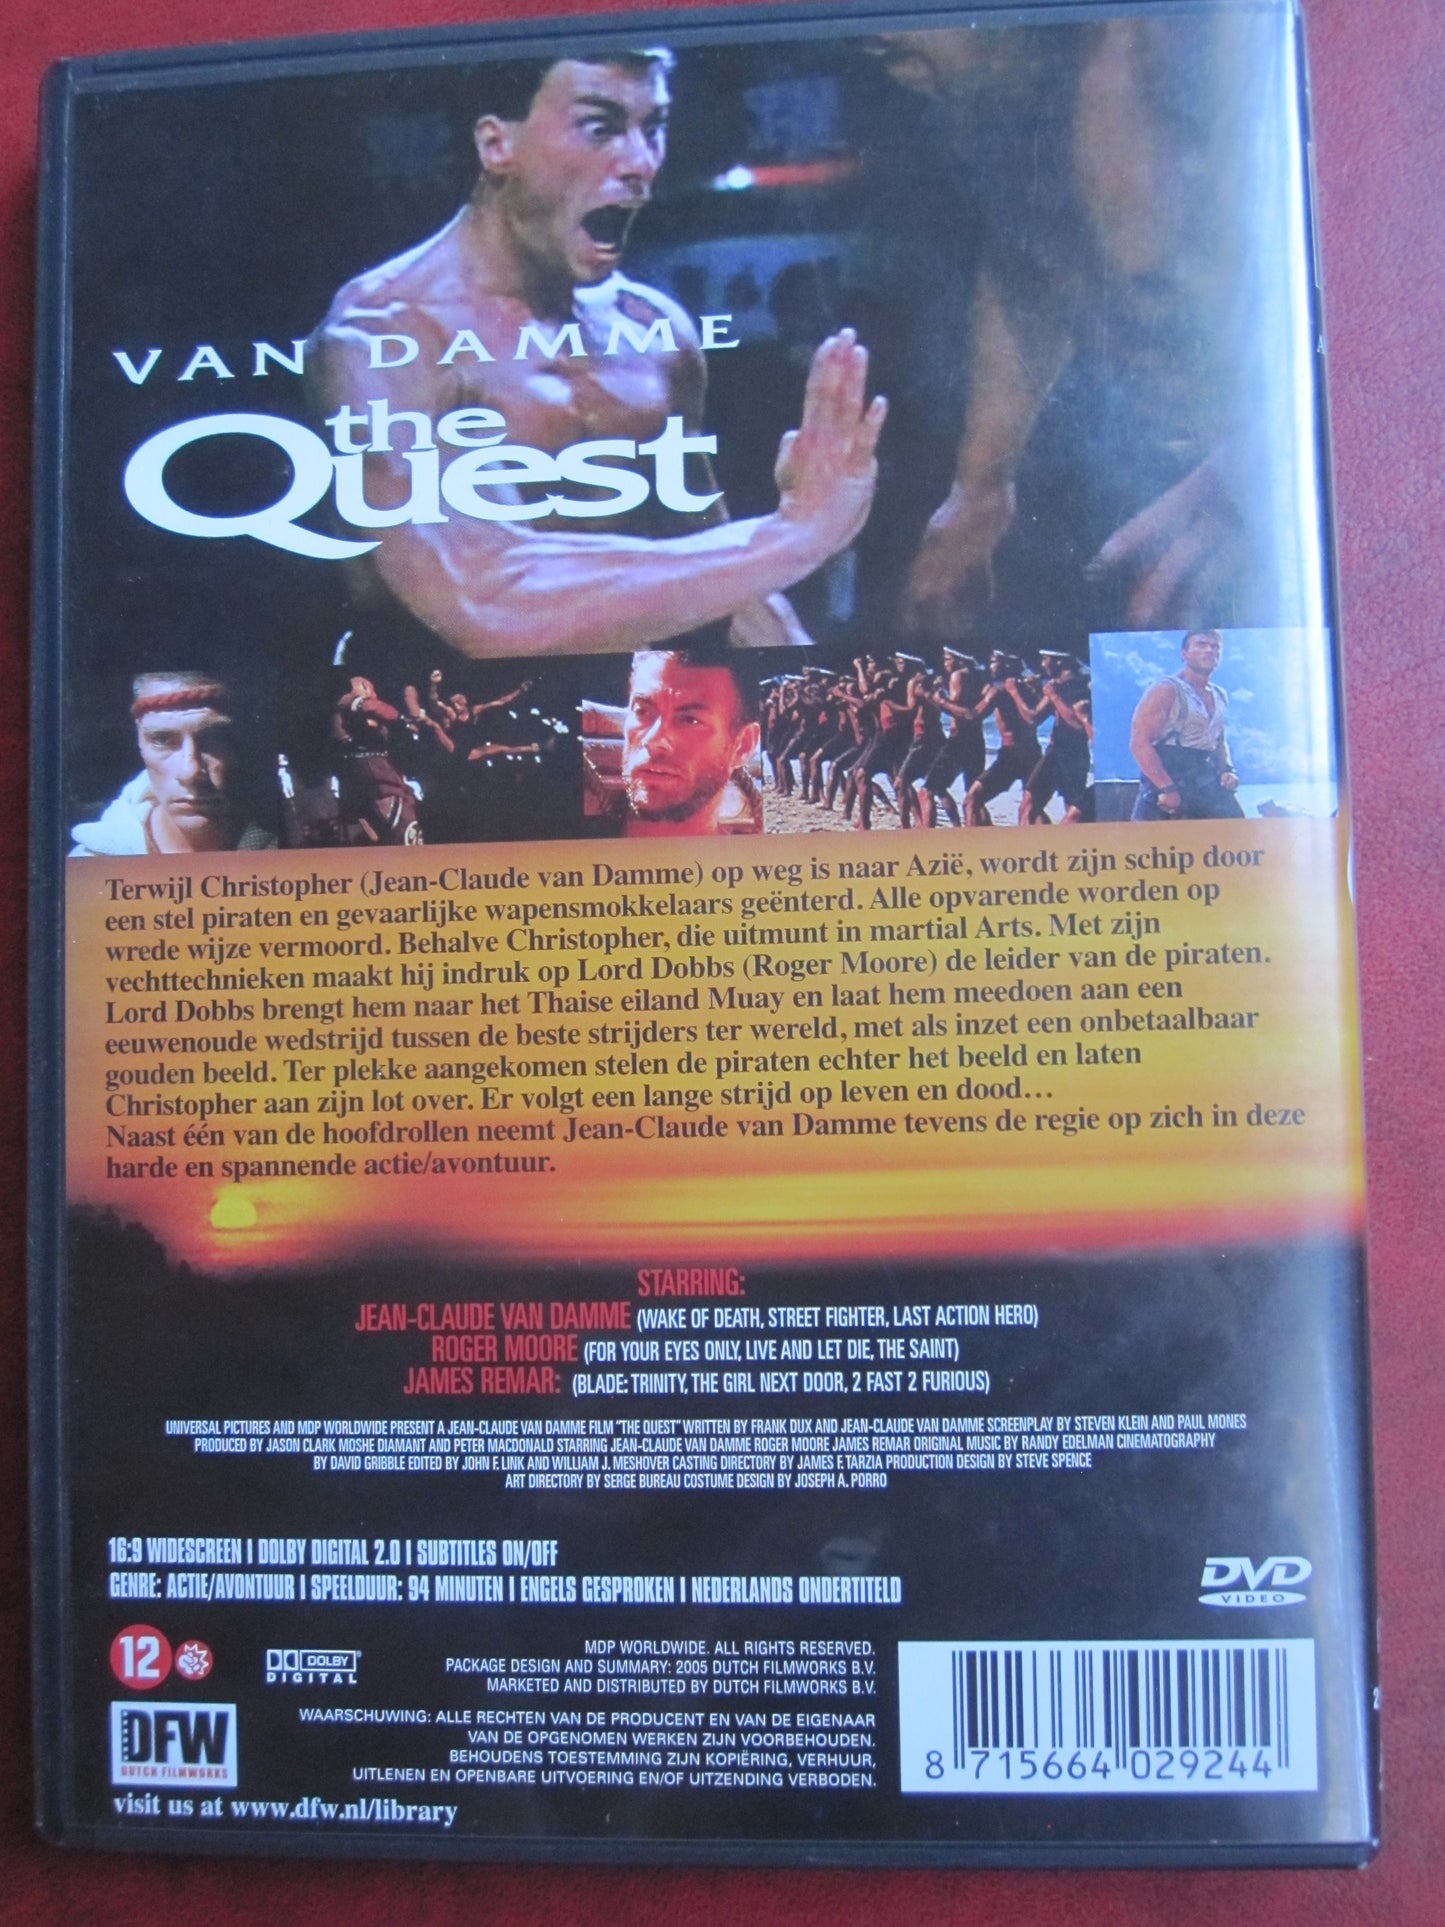 VAN DAMME
the
Quest
Terwijl Christopher (Jean-Claude van Damme) op weg is naar Azië, wordt zijn schip door
een stel piraten en gevaarlijke wapensmokkelaars geënterd. Alle opvarende worden op
wrede wijze vermoord. Behalve Christopher, die uitmunt in martial Arts. Met zijn
vechttechnieken maakt hij indruk op Lord Dobbs (Roger Moore) de leider van de piraten.
Lord Dobbs brengt hem naar het Thaise eiland Muay en laat hem meedoen aan een
eeuwenoude wedstrijd tussen de beste strijders ter wereld, met als inzet een onbetaalbaar
gouden beeld. Ter plekke aangekomen stelen de piraten echter het beeld en laten
Christopher aan zijn lot over. Er volgt een lange strijd op leven en dood…
Naast één van de hoofdrollen neemt Jean-Claude van Damme tevens de regie op zich in deze
harde en spannende actie/avontuur.
STARRING:
JEAN-CLAUDE VAN DAMME (WAKE OF DEATH, STREET FIGHTER, LAST ACTION HERO)
ROGER MOORE (FOR YOUR EYES ONLY, LIVE AND LET DIE, THE SAINT)
JAMES REMAR: (BLADE: TRINITY, THE GIRL NEXT DOOR, 2 FAST 2 FURIOUS)
UNIVERSAL PICTURES AND MDP WORLDWIDE PRESENT A JEAN-CLAUDE VAN DAMME FILM "THE QUEST" WRITTEN BY FRANK DUX AND JEAN-CLAUDE VAN DAMME SCREENPLAY BY STEVEN KLEIN AND PAUL MONES
PRODUCED BY JASON CLARK MOSHE DIAMANT AND PETER MACDONALD STARRING JEAN-CLAUDE VAN DAMME ROGER MOORE JAMES REMAR ORIGINAL MUSIC BY RANDY EDELMAN CINEMATOGRAPHY
BY DAVID GRIBBLE EDITED BY JOHN F. LINK AND WILLIAM J. MESHOVER CASTING DIRECTORY BY JAMES F. TARZIA PRODUCTION DESIGN BY STEVE SPENCE
ART DIRECTORY BY SERGE BUREAU COSTUME DESIGN BY JOSEPH A. PORRO
16:9 WIDESCREEN I DOLBY DIGITAL 2.0 I SUBTITLES ON/OFF
GENRE: ACTIE/AVONTUUR I SPEELDUUR: 94 MINUTEN I ENGELS GESPROKEN I NEDERLANDS ONDERTITELD
DVD
VIDEO
12
DOLBY
DIGITAL
MDP WORLDWIDE. ALL RIGHTS RESERVED.
PACKAGE DESIGN AND SUMMARY: 2005 DUTCH FILMWORKS B.V.
MARKETED AND DISTRIBUTED BY DUTCH FILMWORKS B.V.
WAARSCHUWING: ALLE RECHTEN VAN DE PRODUCENT EN VAN DE EIGENAAR
VAN DE OPGENOMEN WERKEN ZIJN VOORBEHOUDEN.
BEHOUDENS TOESTEMMING ZIJN KOPIËRING, VERHUUR,
UITLENEN EN OPENBARE UITVOERING EN/OF UITZENDING VERBODEN.
DFW
DUTCH FILMWORKS
visit us at www.dfw.nl/library
8 715664 029244